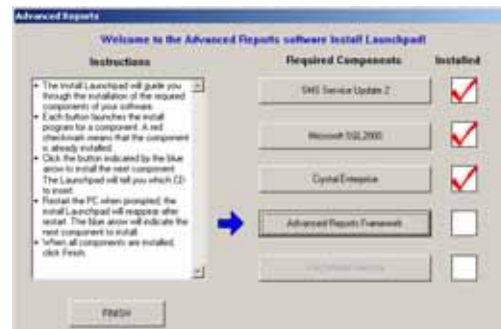 Advanced Reports
Welcome to the Advanced Reports software Install Launchpad!
Instructions
• The Install Launchpad will guide you
through the installation of the required
components of your software.
• Each button launches the install
program for a component. A red
checkmark means that the component
is already installed.
• Click the button indicated by the blue
arrow to install the next component.
The Launchpad will tell you which CD
to insert.
• Restart the PC when prompted; the
install Launchpad will reappear after
restart. The blue arrow will indicate the
next component to install.
• When all components are installed,
click Finish.
FINISH
Required Components
Installed
Service Update 2
Microsoft SQL2000
Crystal Enterprise
Advanced Reports Framework